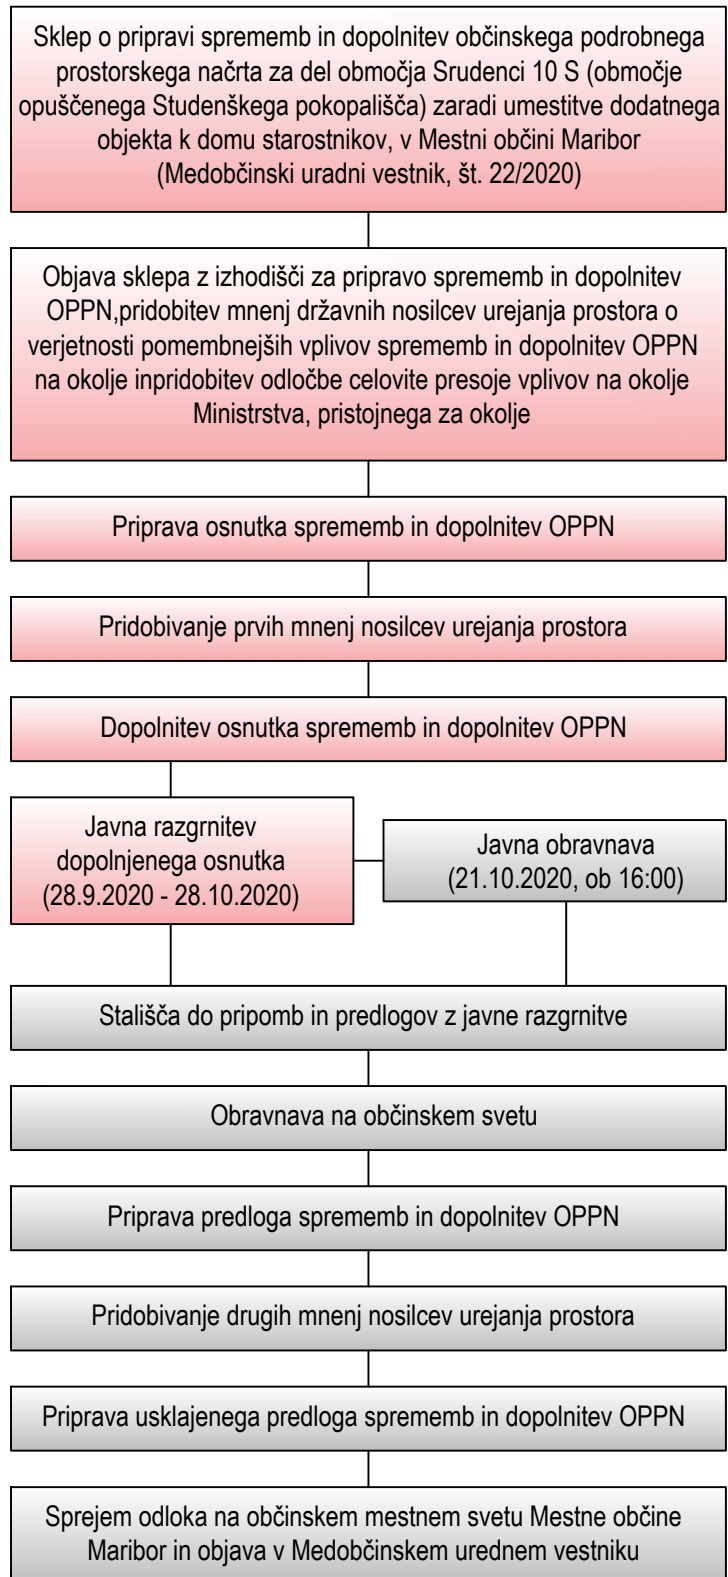 Sklep o pripravi sprememb in dopolnitev občinskega podrobnega
prostorskega načrta za del območja Srudenci 10 S (območje
opuščenega Studenškega pokopališča) zaradi umestitve dodatnega
objekta k domu starostnikov, v Mestni občini Maribor
(Medobčinski uradni vestnik, št. 22/2020)
Objava sklepa z izhodišči za pripravo sprememb in dopolnitev
OPPN,pridobitev mnenj državnih nosilcev urejanja prostora o
verjetnosti pomembnejših vplivov sprememb in dopolnitev OPPN
na okolje inpridobitev odločbe celovite presoje vplivov na okolje
Ministrstva, pristojnega za okolje
Priprava osnutka sprememb in dopolnitev OPPN
Pridobivanje prvih mnenj nosilcev urejanja prostora
Dopolnitev osnutka sprememb in dopolnitev OPPN
Javna razgrnitev
dopolnjenega osnutka
(28.9.2020 - 28.10.2020)
Javna obravnava
(21.10.2020, ob 16:00)
Stališča do pripomb in predlogov z javne razgrnitve
Obravnava na občinskem svetu
Priprava predloga sprememb in dopolnitev OPPN
Pridobivanje drugih mnenj nosilcev urejanja prostora
Priprava usklajenega predloga sprememb in dopolnitev OPPN
Sprejem odloka na občinskem mestnem svetu Mestne občine
Maribor in objava v Medobčinskem urednem vestniku